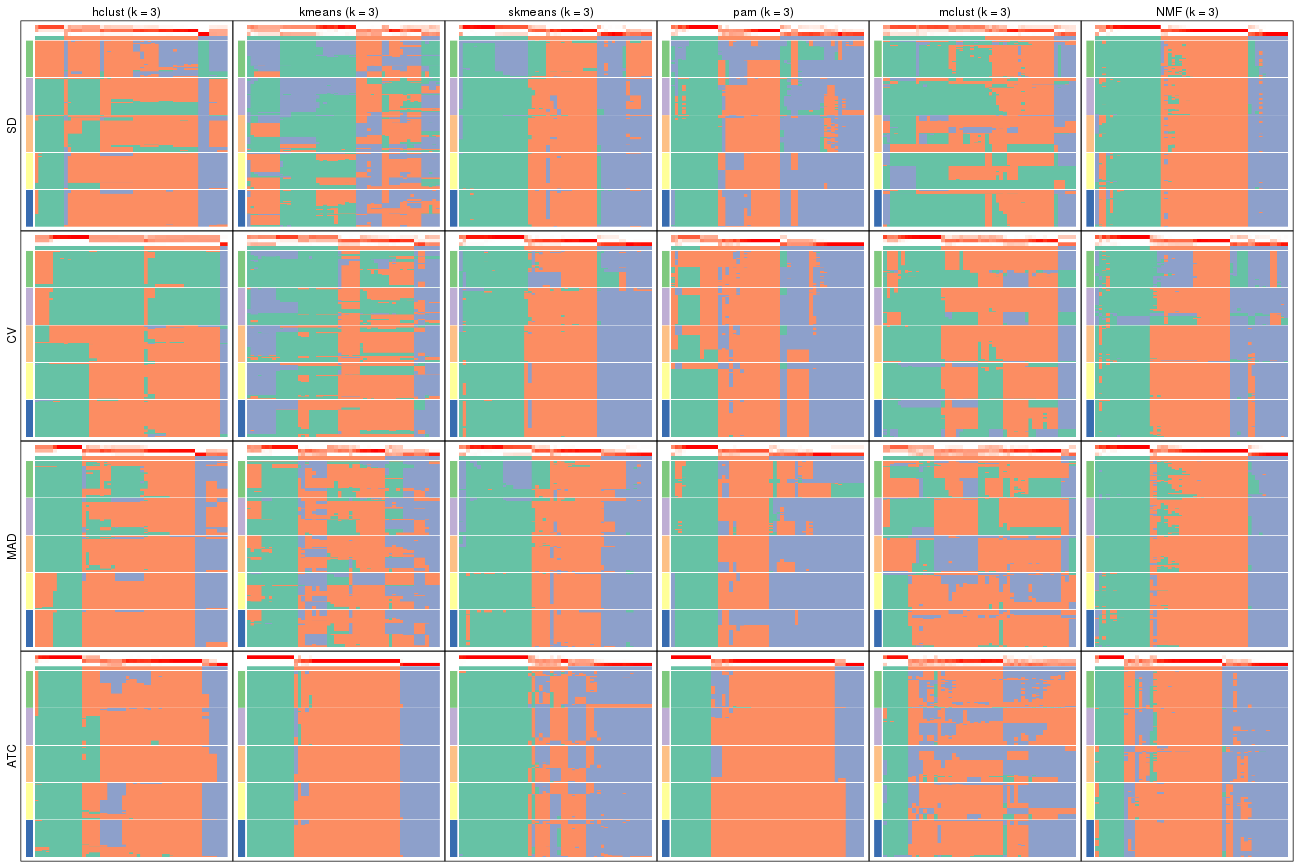 hclust (k = 3) kmeans (k = 3) skmeans (k = 3) pam (k = 3) mclust (k = 3) NMF (k = 3)
SD
CV
MAD
ATC